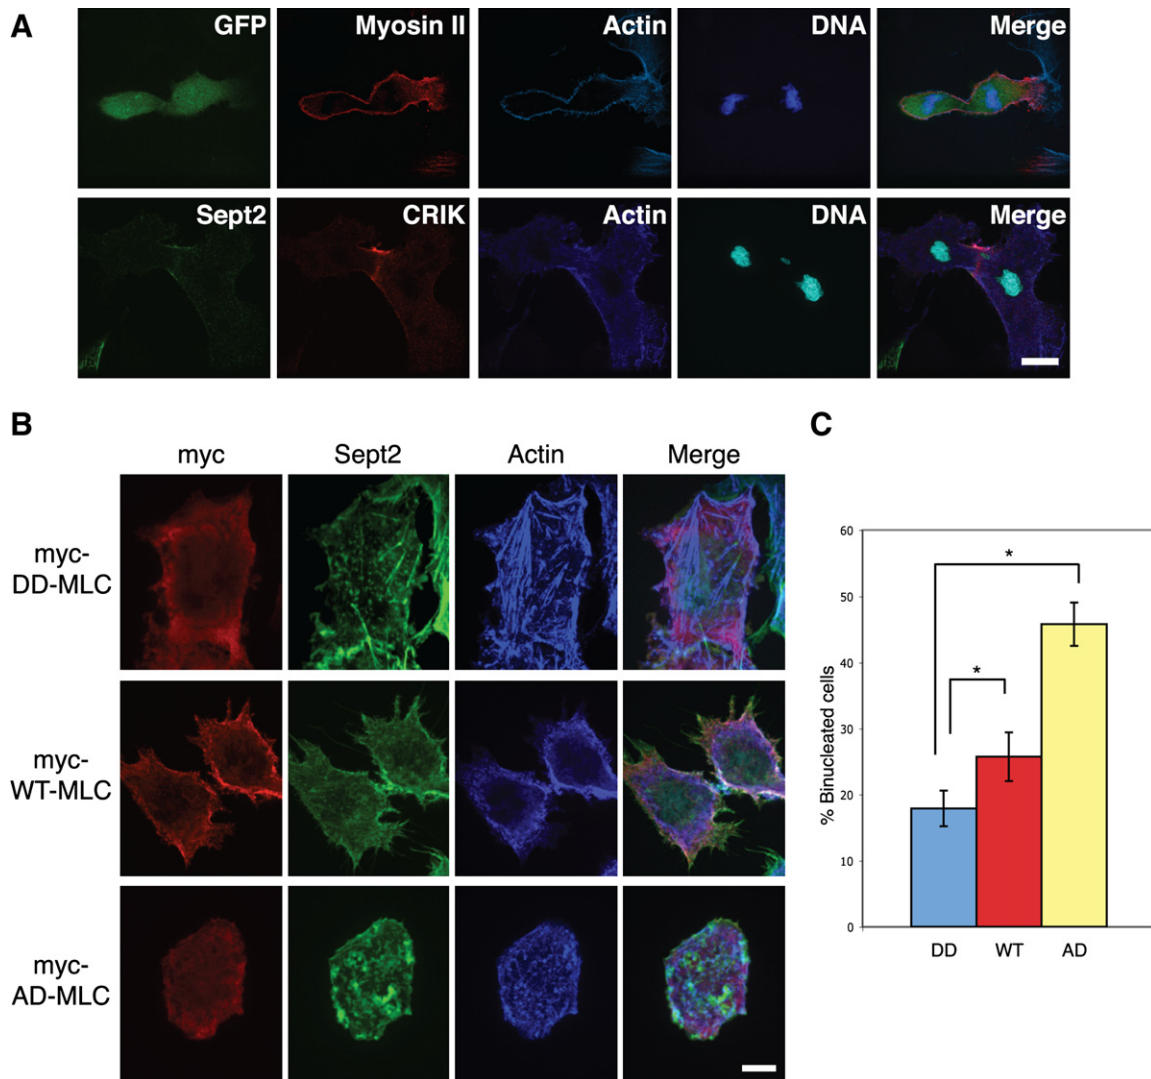 A
GFP Myosin II Actin DNA Merge
Sept2 CRIK Actin DNA Merge
B
myc Sept2 Actin Merge
myc-
DD-MLC
myc-
WT-MLC
myc-
AD-MLC
C
60
50
40
30
20
10
0
% Binucleated cells
*
*
DD WT AD